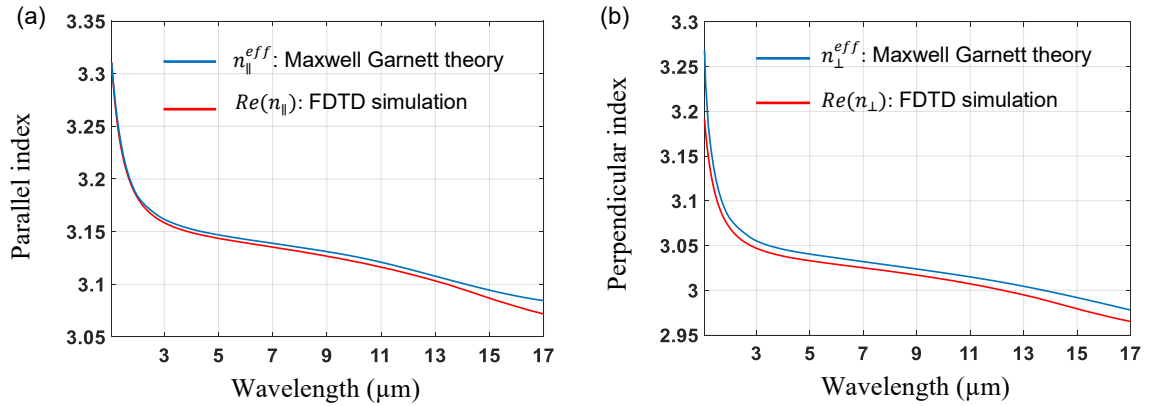 (a)
Parallel index
3.35
3.3
3.25
3.2
3.15
3.1
3.05
n∥^eff: Maxwell Garnett theory
Re(n∥): FDTD simulation
3 5 7 9 11 13 15 17
Wavelength (μm)
(b)
Perpendicular index
3.3
3.25
3.2
3.15
3.1
3.05
3
2.95
n⊥^eff: Maxwell Garnett theory
Re(n⊥): FDTD simulation
3 5 7 9 11 13 15 17
Wavelength (μm)